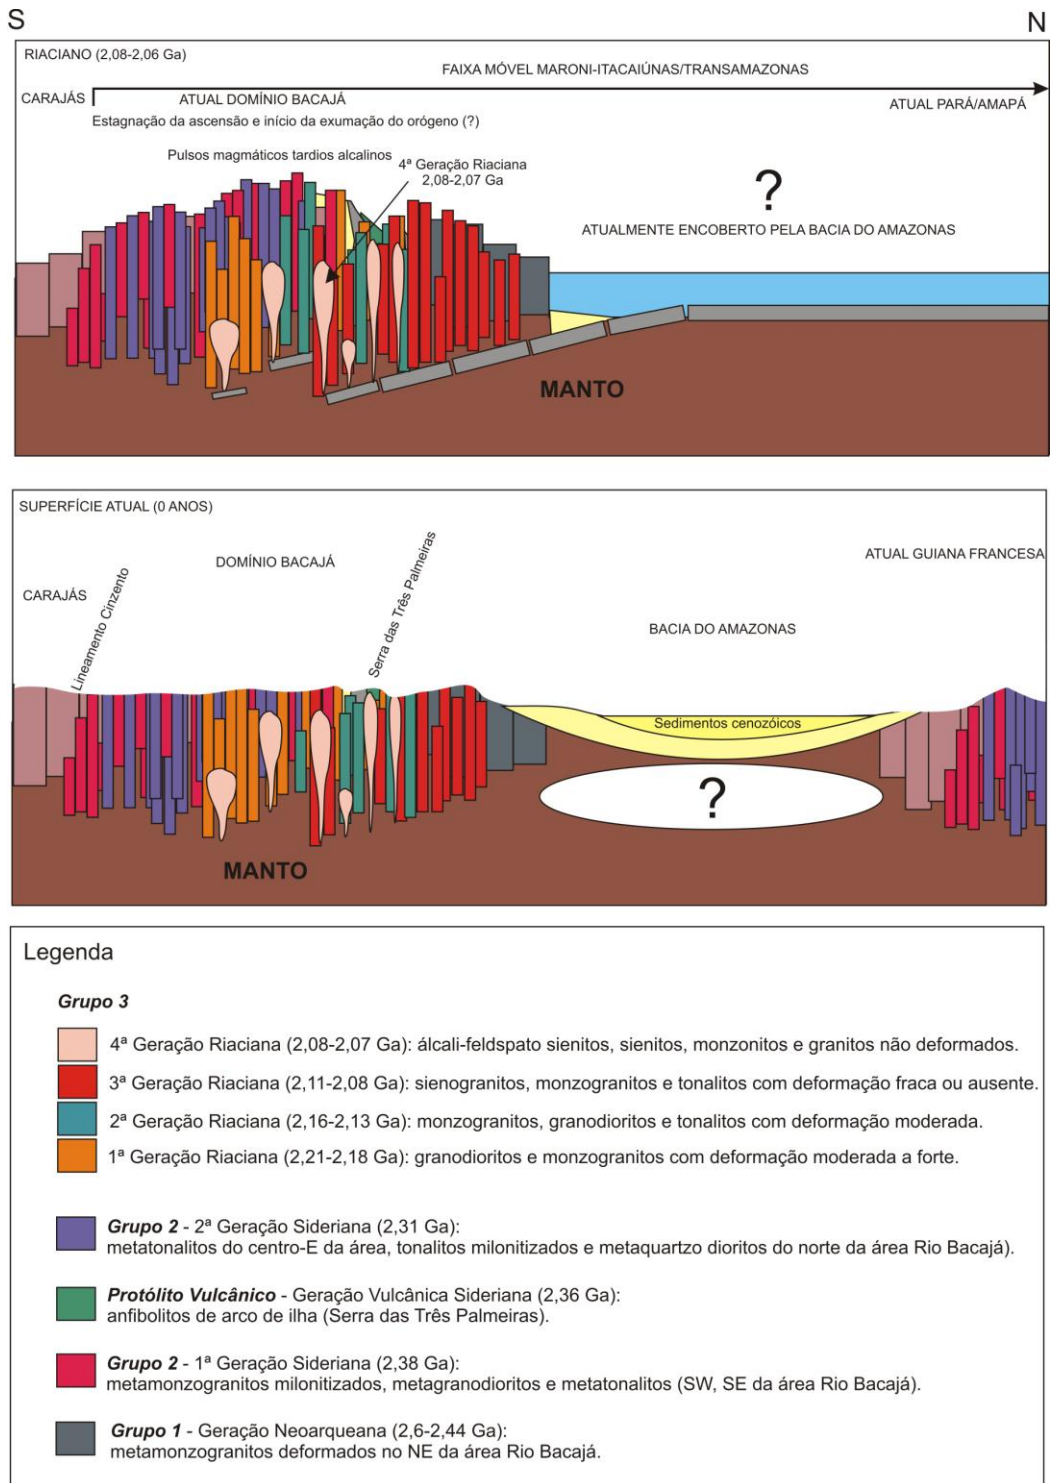 S
N
RIACIANO (2,08-2,06 Ga)
FAIXA MÓVEL MARONI-ITACAIÚNAS/TRANSAMAZONAS
CARAJÁS
ATUAL DOMÍNIO BACAJÁ
ATUAL PARÁ/AMAPÁ
Estagnação da ascensão e início da exumação do orógeno (?)
Pulsos magmáticos tardios alcalinos
4ª Geração Riaciana
2,08-2,07 Ga
?
ATUALMENTE ENCOBERTO PELA BACIA DO AMAZONAS
MANTO
SUPERFÍCIE ATUAL (0 ANOS)
CARAJÁS
Lineamento Cinzento
DOMÍNIO BACAJÁ
Serra das Três Palmeiras
BACIA DO AMAZONAS
ATUAL GUIANA FRANCESA
Sedimentos cenozóicos
?
MANTO
Legenda
Grupo 3
4ª Geração Riaciana (2,08-2,07 Ga): álcali-feldspato sienitos, sienitos, monzonitos e granitos não deformados.
3ª Geração Riaciana (2,11-2,08 Ga): sienogranitos, monzogranitos e tonalitos com deformação fraca ou ausente.
2ª Geração Riaciana (2,16-2,13 Ga): monzogranitos, granodioritos e tonalitos com deformação moderada.
1ª Geração Riaciana (2,21-2,18 Ga): granodioritos e monzogranitos com deformação moderada a forte.
Grupo 2 - 2ª Geração Sideriana (2,31 Ga):
metatonalitos do centro-E da área, tonalitos milonitizados e metaquartzo dioritos do norte da área Rio Bacajá).
Protólito Vulcânico - Geração Vulcânica Sideriana (2,36 Ga):
anfibolitos de arco de ilha (Serra das Três Palmeiras).
Grupo 2 - 1ª Geração Sideriana (2,38 Ga):
metamonzogranitos milonitizados, metagranodioritos e metatonalitos (SW, SE da área Rio Bacajá).
Grupo 1 - Geração Neoarqueana (2,6-2,44 Ga):
metamonzogranitos deformados no NE da área Rio Bacajá.